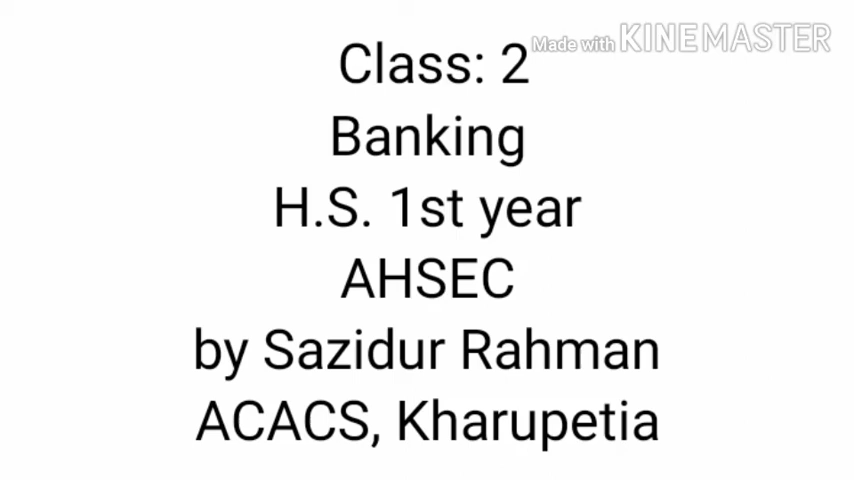 Made with KINEMASTER
Class: 2
Banking
H.S. 1st year
AHSEC
by Sazidur Rahman
ACACS, Kharupetia